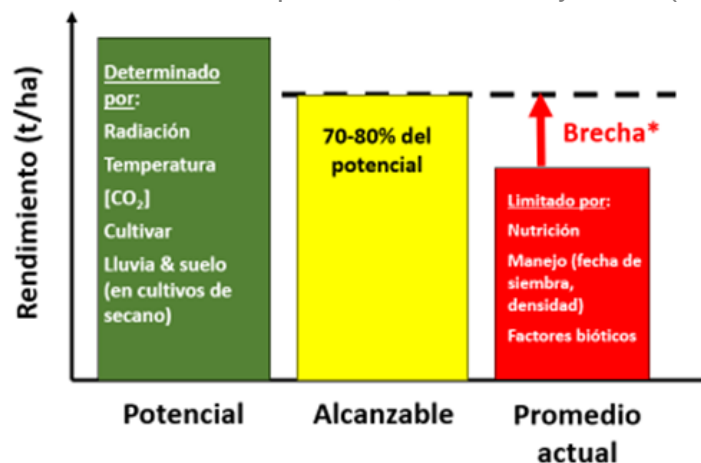 Rendimiento (t/ha)
Determinado
por:
Radiación
Temperatura
[CO₂]
Cultivar
Lluvia & suelo
(en cultivos de
secano)
70-80% del
potencial
Brecha*
Limitado por:
Nutrición
Manejo (fecha de
siembra,
densidad)
Factores bióticos
Potencial
Alcanzable
Promedio
actual